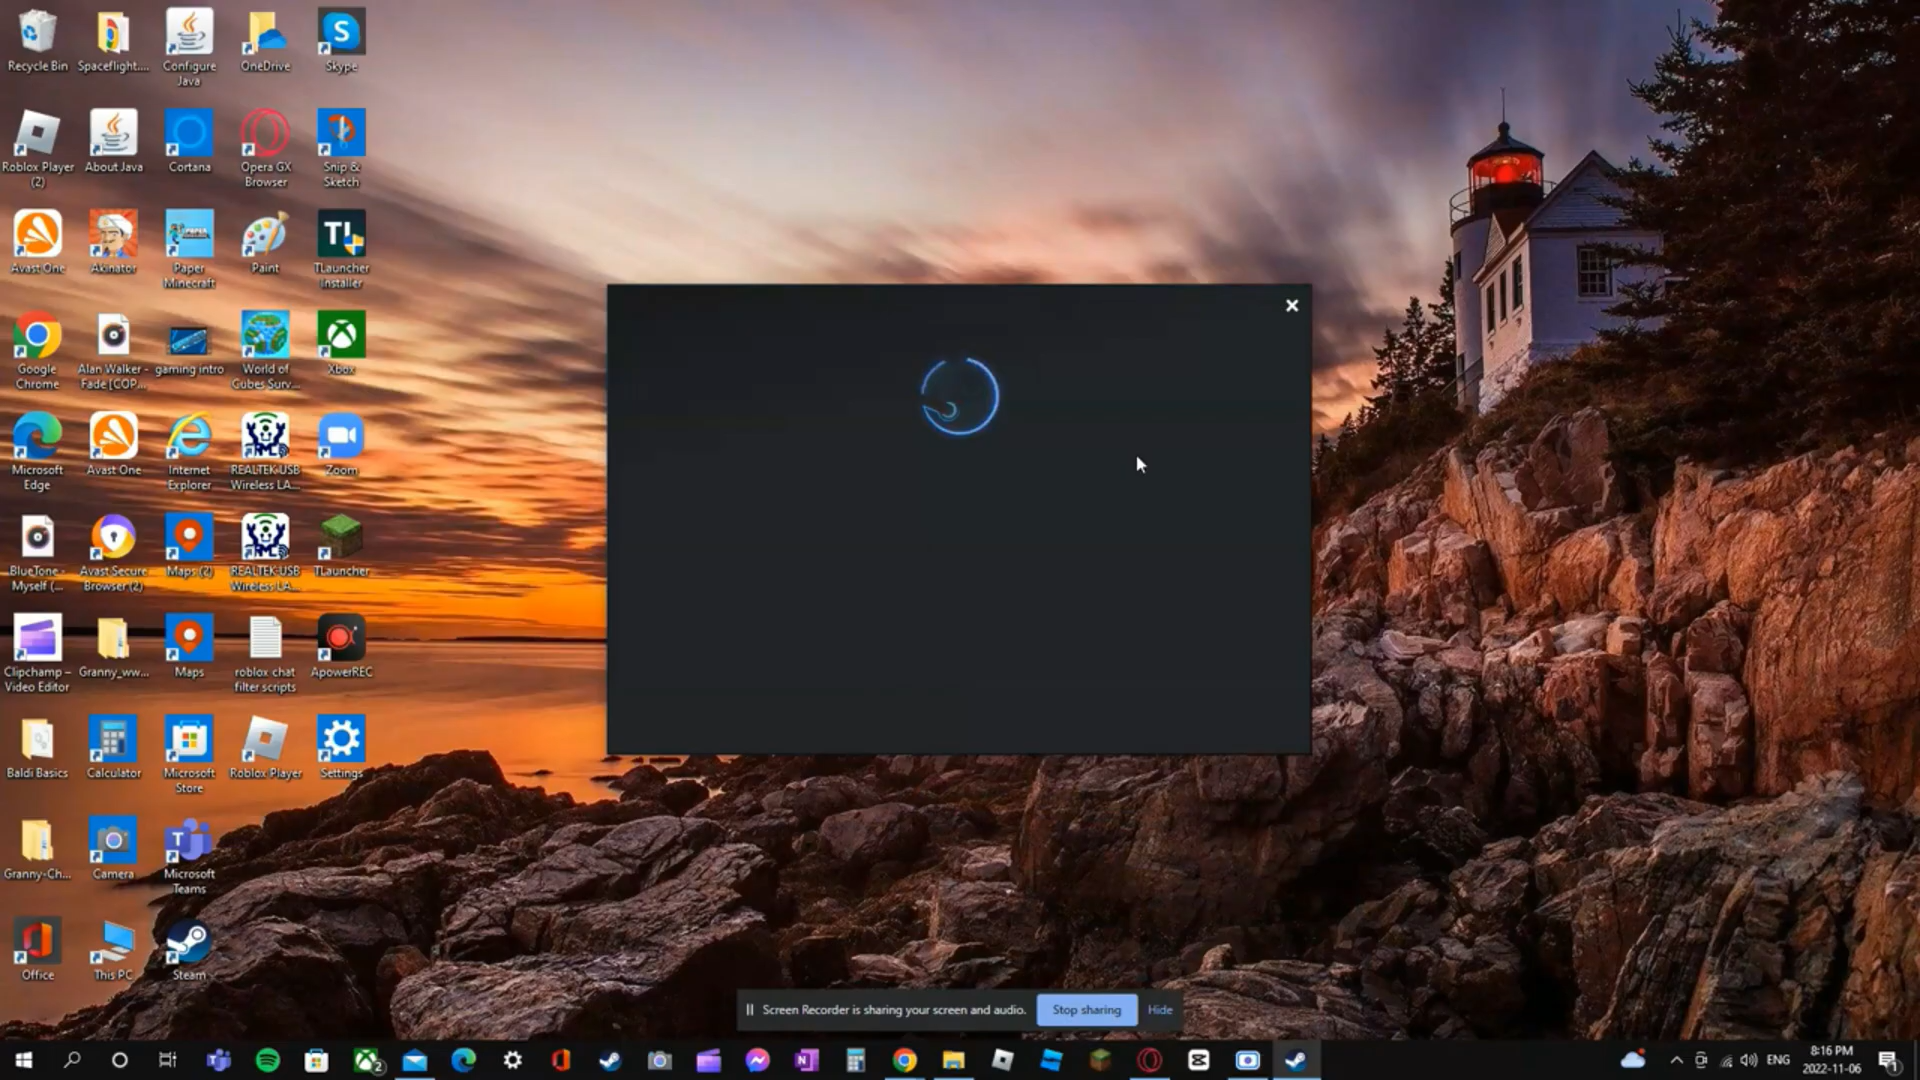 Recycle Bin
Spaceflight....
Configure
Java
OneDrive
Skype
Roblox Player
(2)
About Java
Cortana
Opera GX
Browser
Snip &
Sketch
Avast One
Akinator
Paper
Minecraft
Paint
TLauncher
Installer
Google
Chrome
Alan Walker -
Fade [COP...
gaming intro
World of
Cubes Surv...
Xbox
Microsoft
Edge
Avast One
Internet
Explorer
REALTEK USB
Wireless LA...
Zoom
BlueTone -
Myself (...
Avast Secure
Browser (2)
Maps (2)
REALTEK USB
Wireless LA...
TLauncher
Clipchamp –
Video Editor
Granny_ww...
Maps
roblox chat
filter scripts
ApowerREC
Baldi Basics
Calculator
Microsoft
Store
Roblox Player
Settings
Granny-Ch...
Camera
Microsoft
Teams
Office
This PC
Steam
Screen Recorder is sharing your screen and audio.
Stop sharing
Hide
ENG
8:16 PM
2022-11-06